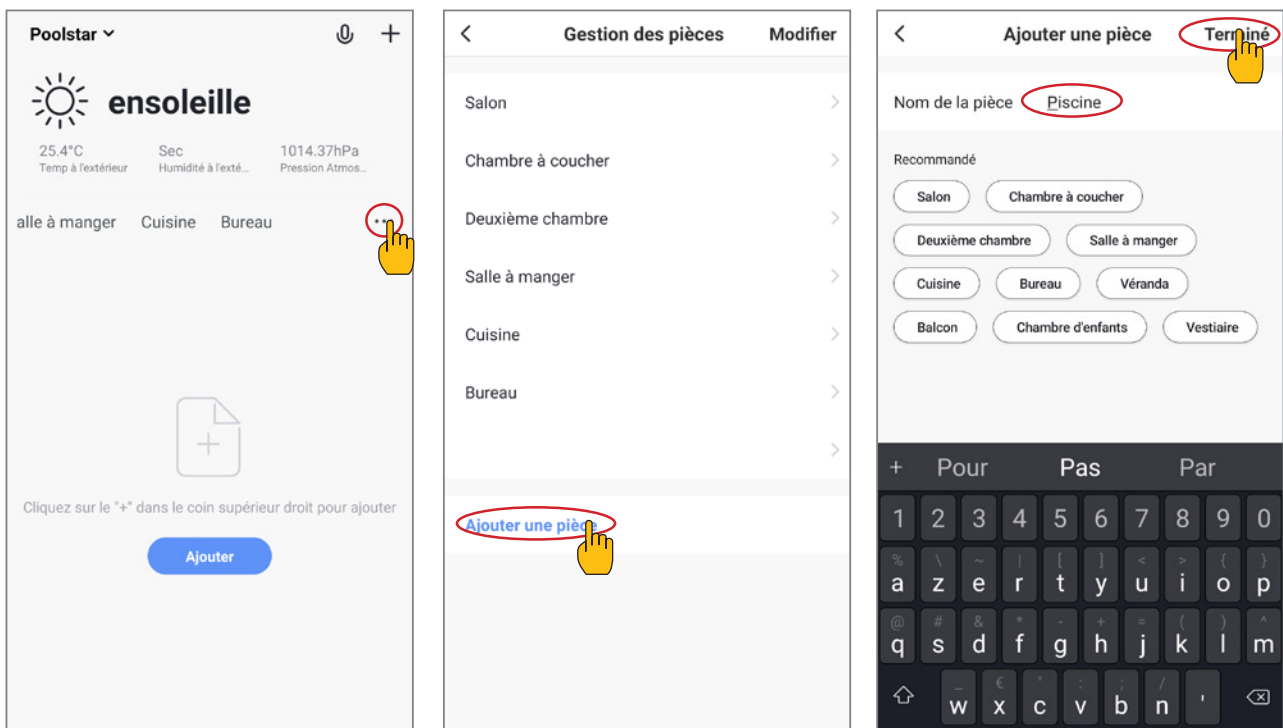 Poolstar
ensoleille
25.4°C Sec 1014.37hPa
Temp à l'extérieur Humidité à l'exté... Pression Atmos...
alle à manger Cuisine Bureau
Cliquez sur le "+" dans le coin supérieur droit pour ajouter
Ajouter
Gestion des pièces Modifier
Salon
Chambre à coucher
Deuxième chambre
Salle à manger
Cuisine
Bureau
Ajouter une pièce
Ajouter une pièce Terminé
Nom de la pièce Piscine
Recommandé
Salon Chambre à coucher
Deuxième chambre Salle à manger
Cuisine Bureau Véranda
Balcon Chambre d'enfants Vestiaire
+ Pour Pas Par
1 2 3 4 5 6 7 8 9 0
% \ ~ | [ ] < > { }
a z e r t y u i o p
@ # & * - + = ( ) ^
q s d f g h j k l m
_ € " : ; /
w x c v b n '